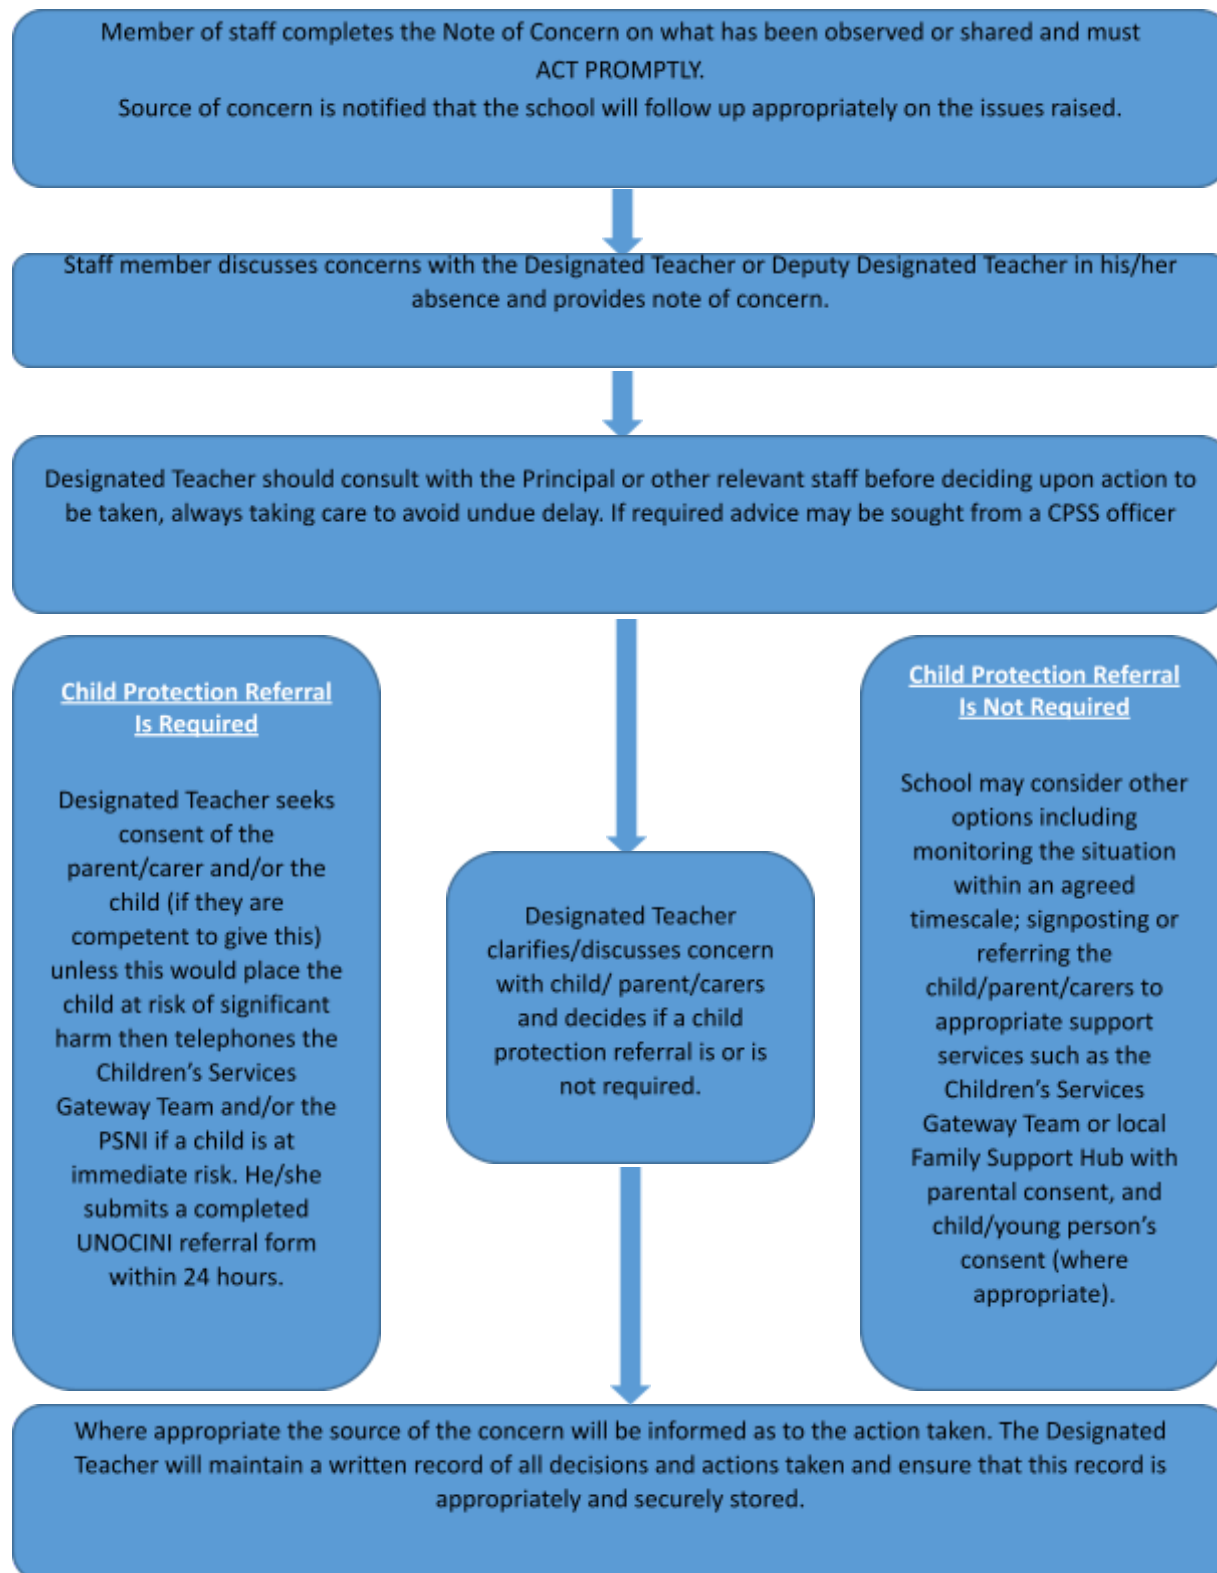 Member of staff completes the Note of Concern on what has been observed or shared and must
ACT PROMPTLY.
Source of concern is notified that the school will follow up appropriately on the issues raised.
Staff member discusses concerns with the Designated Teacher or Deputy Designated Teacher in his/her
absence and provides note of concern.
Designated Teacher should consult with the Principal or other relevant staff before deciding upon action to
be taken, always taking care to avoid undue delay. If required advice may be sought from a CPSS officer
Child Protection Referral
Is Required
Designated Teacher seeks
consent of the
parent/carer and/or the
child (if they are
competent to give this)
unless this would place the
child at risk of significant
harm then telephones the
Children’s Services
Gateway Team and/or the
PSNI if a child is at
immediate risk. He/she
submits a completed
UNOCINI referral form
within 24 hours.
Designated Teacher
clarifies/discusses concern
with child/ parent/carers
and decides if a child
protection referral is or is
not required.
Child Protection Referral
Is Not Required
School may consider other
options including
monitoring the situation
within an agreed
timescale; signposting or
referring the
child/parent/carers to
appropriate support
services such as the
Children’s Services
Gateway Team or local
Family Support Hub with
parental consent, and
child/young person’s
consent (where
appropriate).
Where appropriate the source of the concern will be informed as to the action taken. The Designated
Teacher will maintain a written record of all decisions and actions taken and ensure that this record is
appropriately and securely stored.